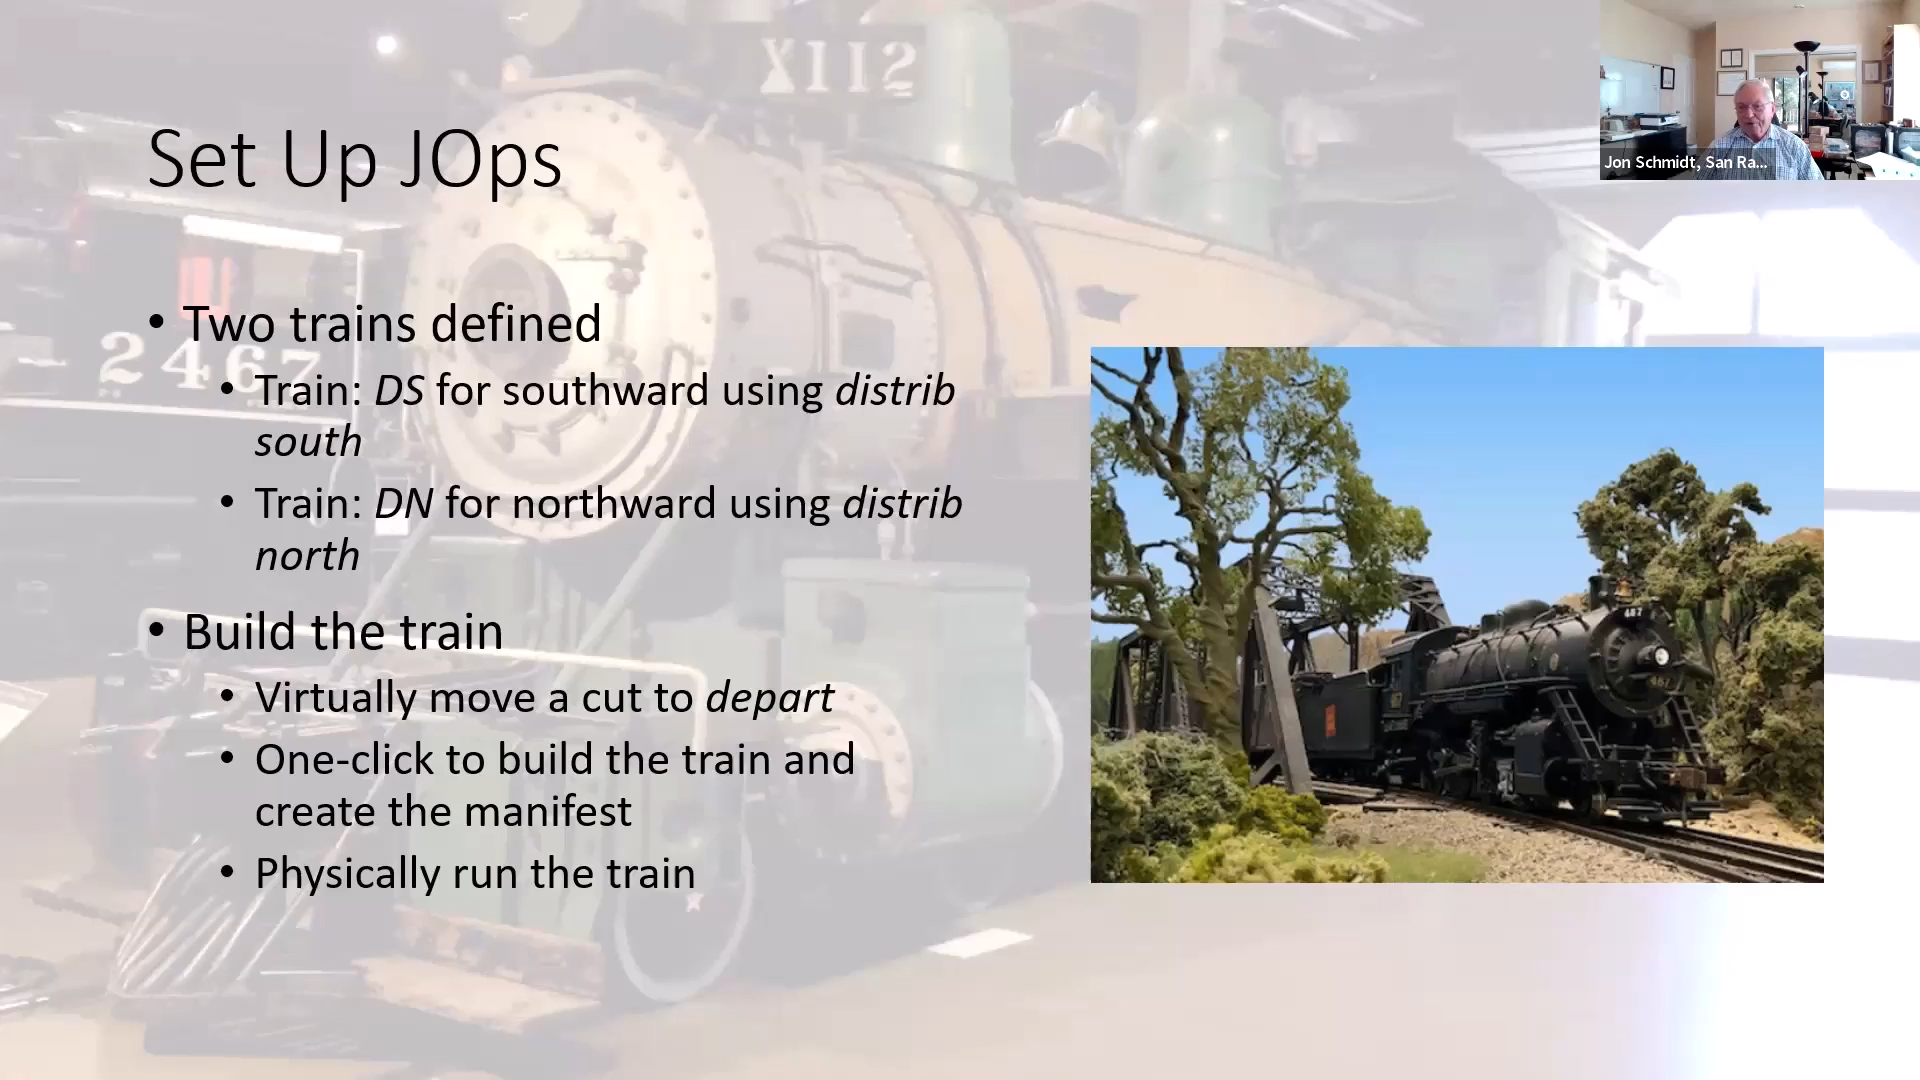 X112
Jon Schmidt, San Ra...
Set Up JOps
• Two trains defined
2467
• Train: DS for southward using distrib
south
• Train: DN for northward using distrib
north
• Build the train
• Virtually move a cut to depart
• One-click to build the train and
create the manifest
• Physically run the train
487
467